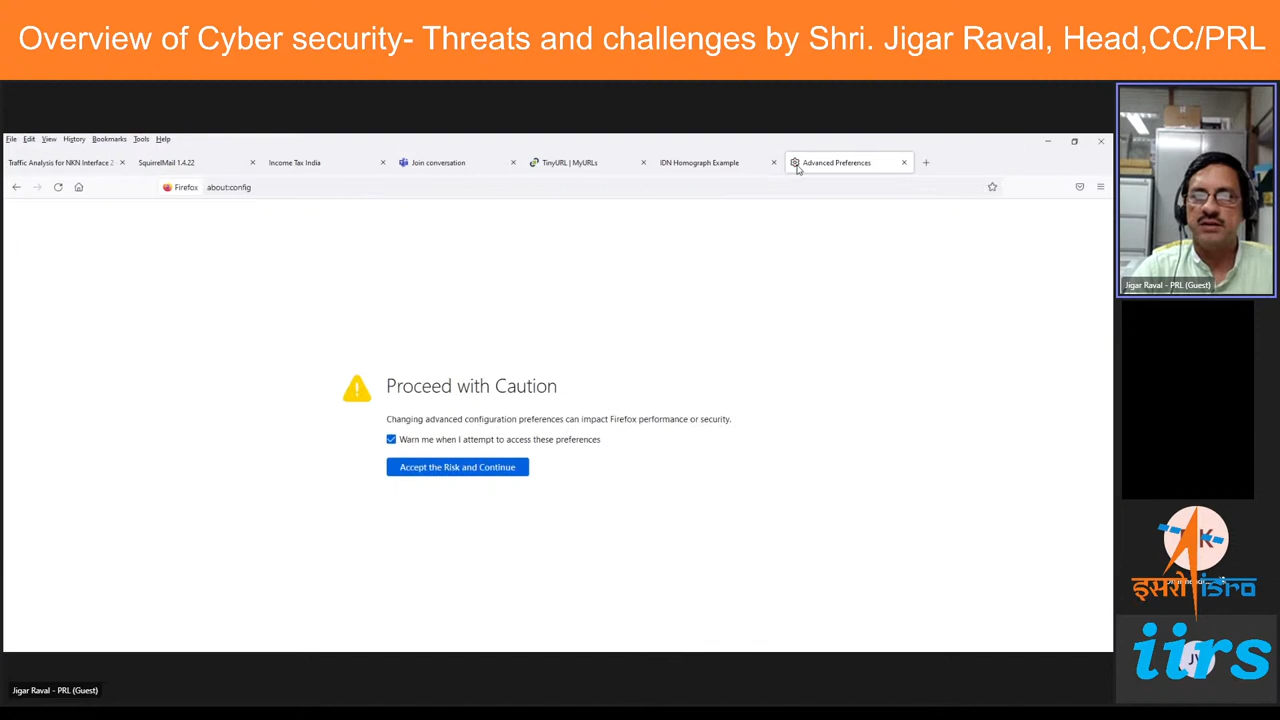 Overview of Cyber security- Threats and challenges by Shri. Jigar Raval, Head,CC/PRL
File Edit View History Bookmarks Tools Help
Traffic Analysis for NKN Interface 2 SquirrelMail 1.4.22 Income Tax India Join conversation TinyURL | MyURLs IDN Homograph Example Advanced Preferences
Firefox about:config
Proceed with Caution
Changing advanced configuration preferences can impact Firefox performance or security.
Warn me when I attempt to access these preferences
Accept the Risk and Continue
Jigar Raval - PRL (Guest)
K
इसरो isro
iirs
JY
Jigar Raval - PRL (Guest)